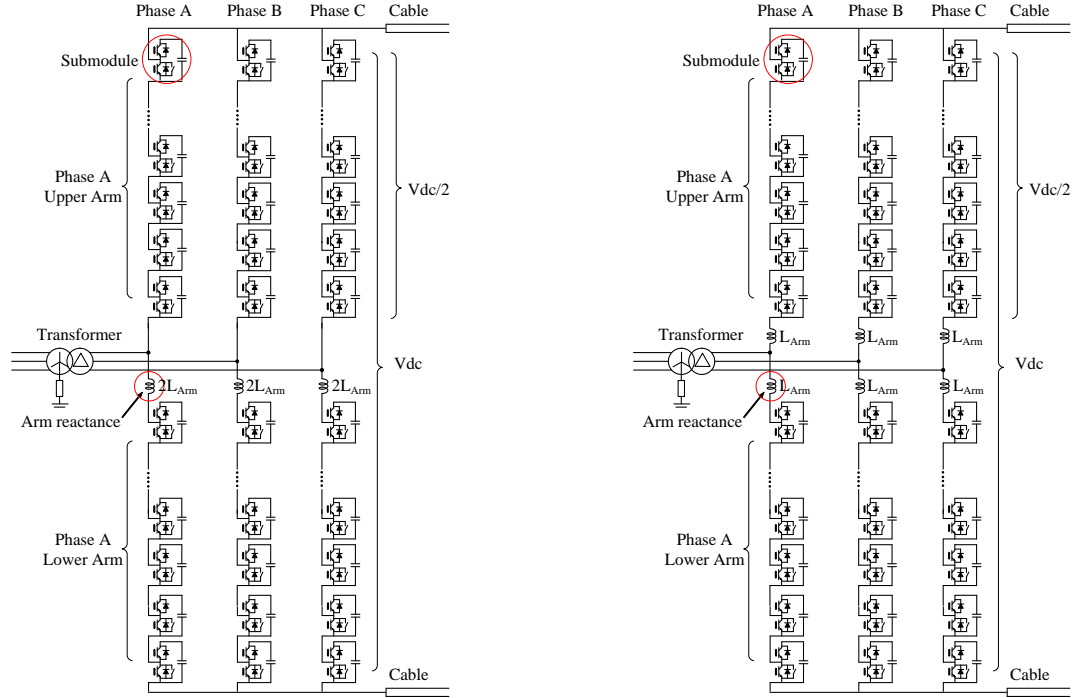 Phase A Phase B Phase C Cable
Submodule
Phase A
Upper Arm
Vdc/2
Transformer
Vdc
2LArm 2LArm 2LArm
Arm reactance
Phase A
Lower Arm
Cable
Phase A Phase B Phase C Cable
Submodule
Phase A
Upper Arm
Vdc/2
Transformer
LArm LArm LArm
Vdc
LArm LArm LArm
Arm reactance
Phase A
Lower Arm
Cable